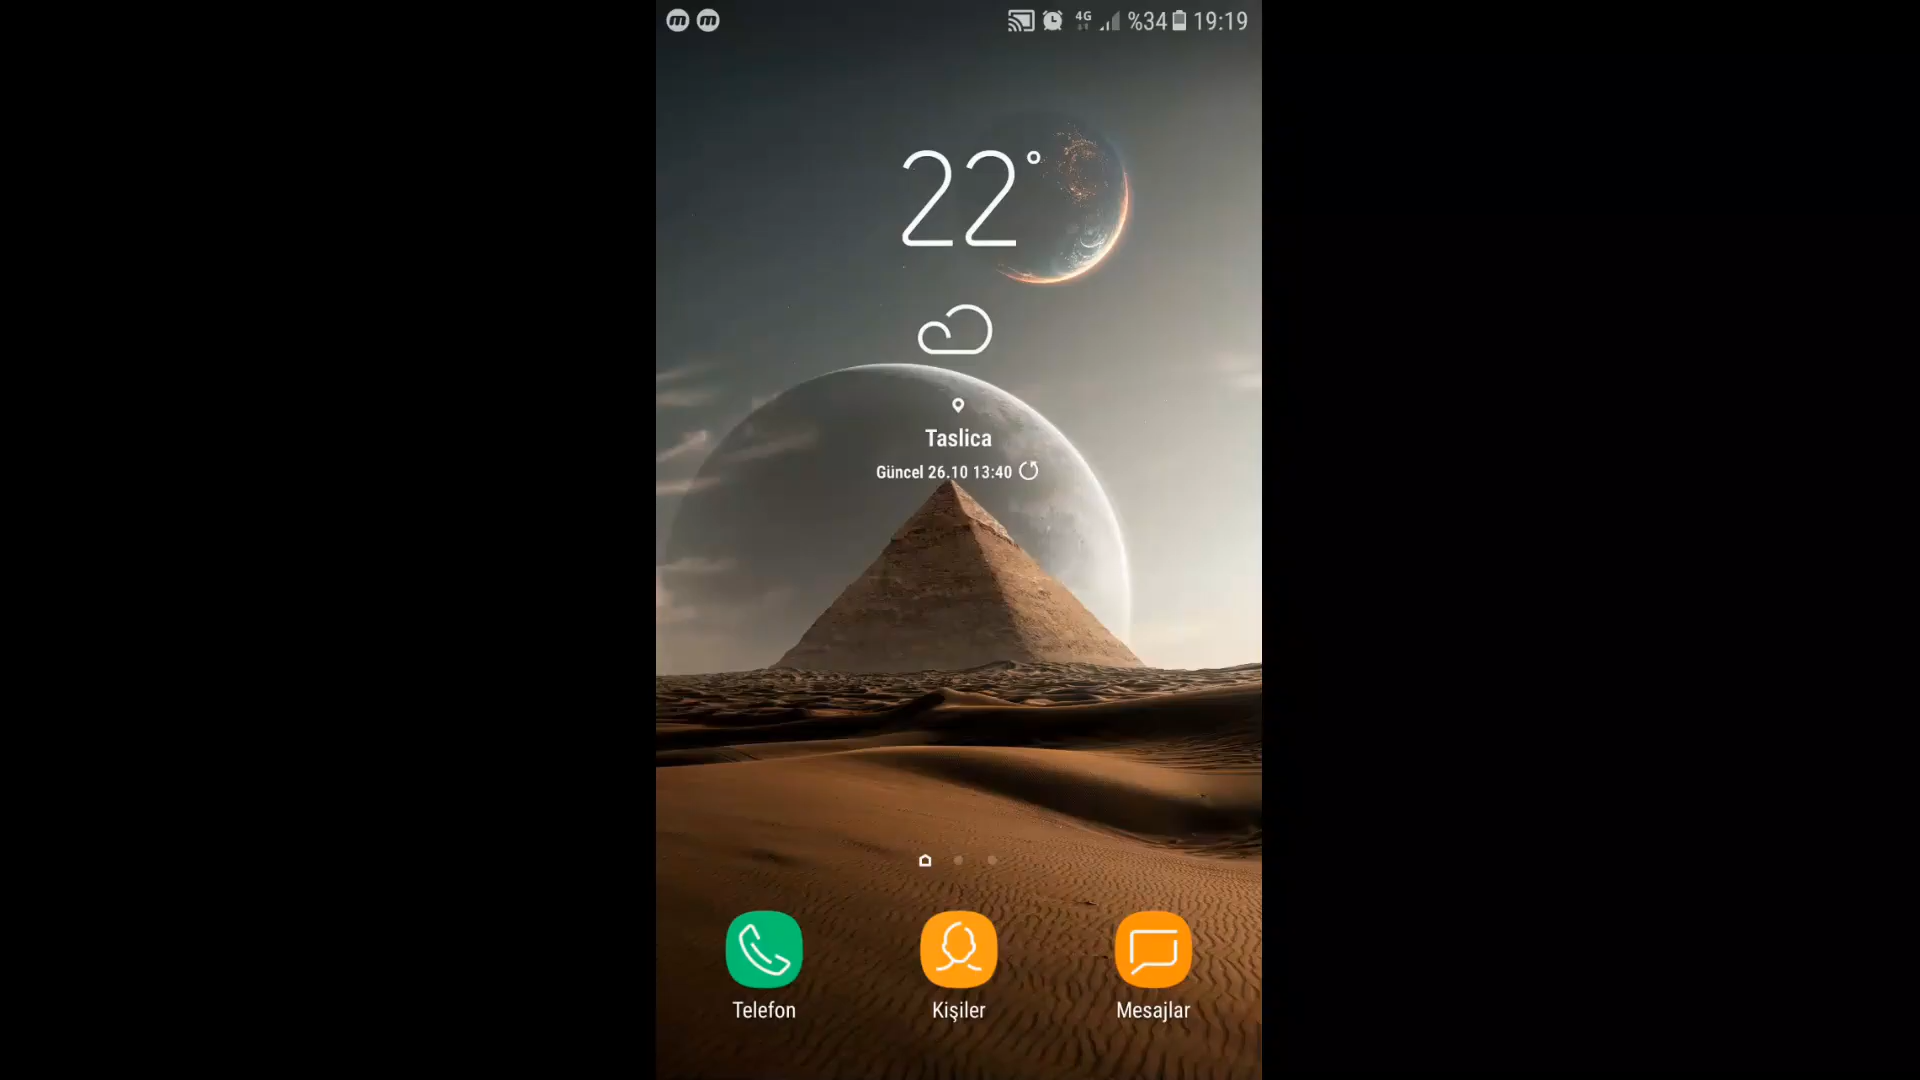 4G %34 19:19
22°
Taslica
Güncel 26.10 13:40
Telefon Kişiler Mesajlar